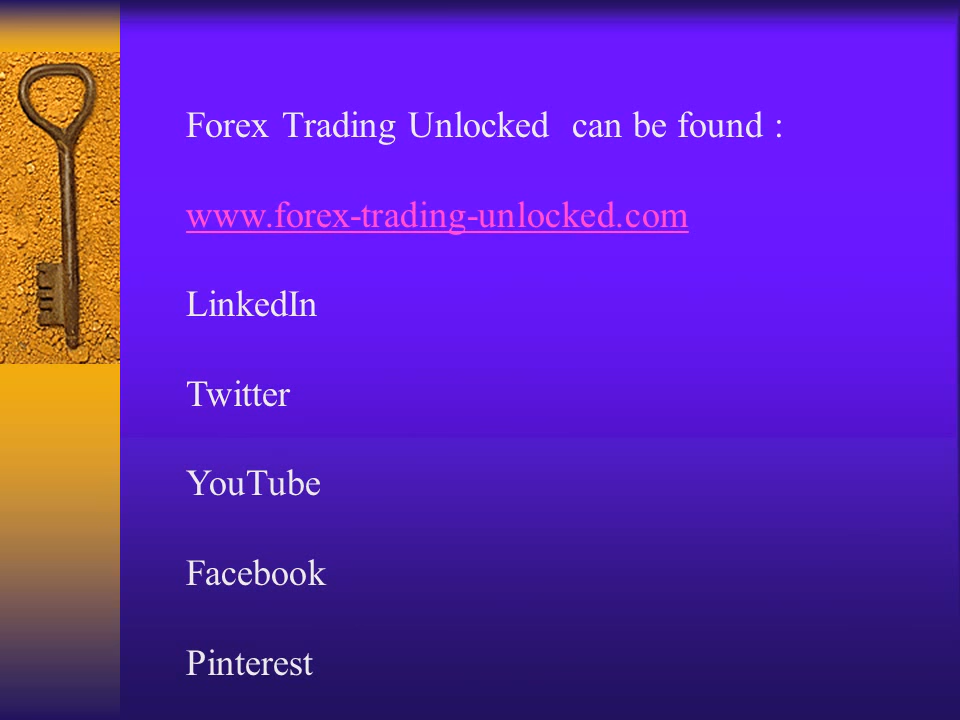 Forex Trading Unlocked can be found :
www.forex-trading-unlocked.com
LinkedIn
Twitter
YouTube
Facebook
Pinterest